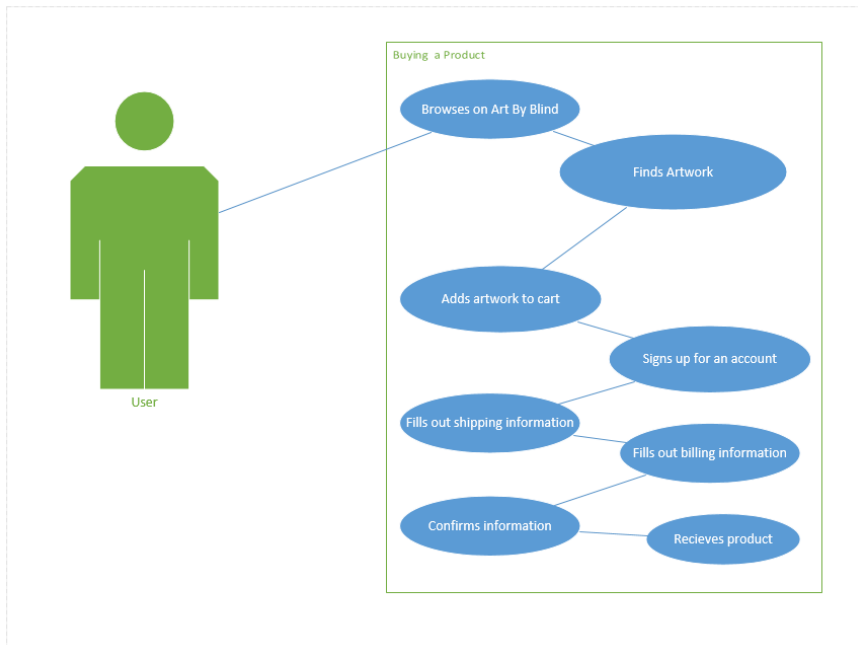 Buying a Product
Browses on Art By Blind
Finds Artwork
Adds artwork to cart
Signs up for an account
User
Fills out shipping information
Fills out billing information
Confirms information
Recieves product